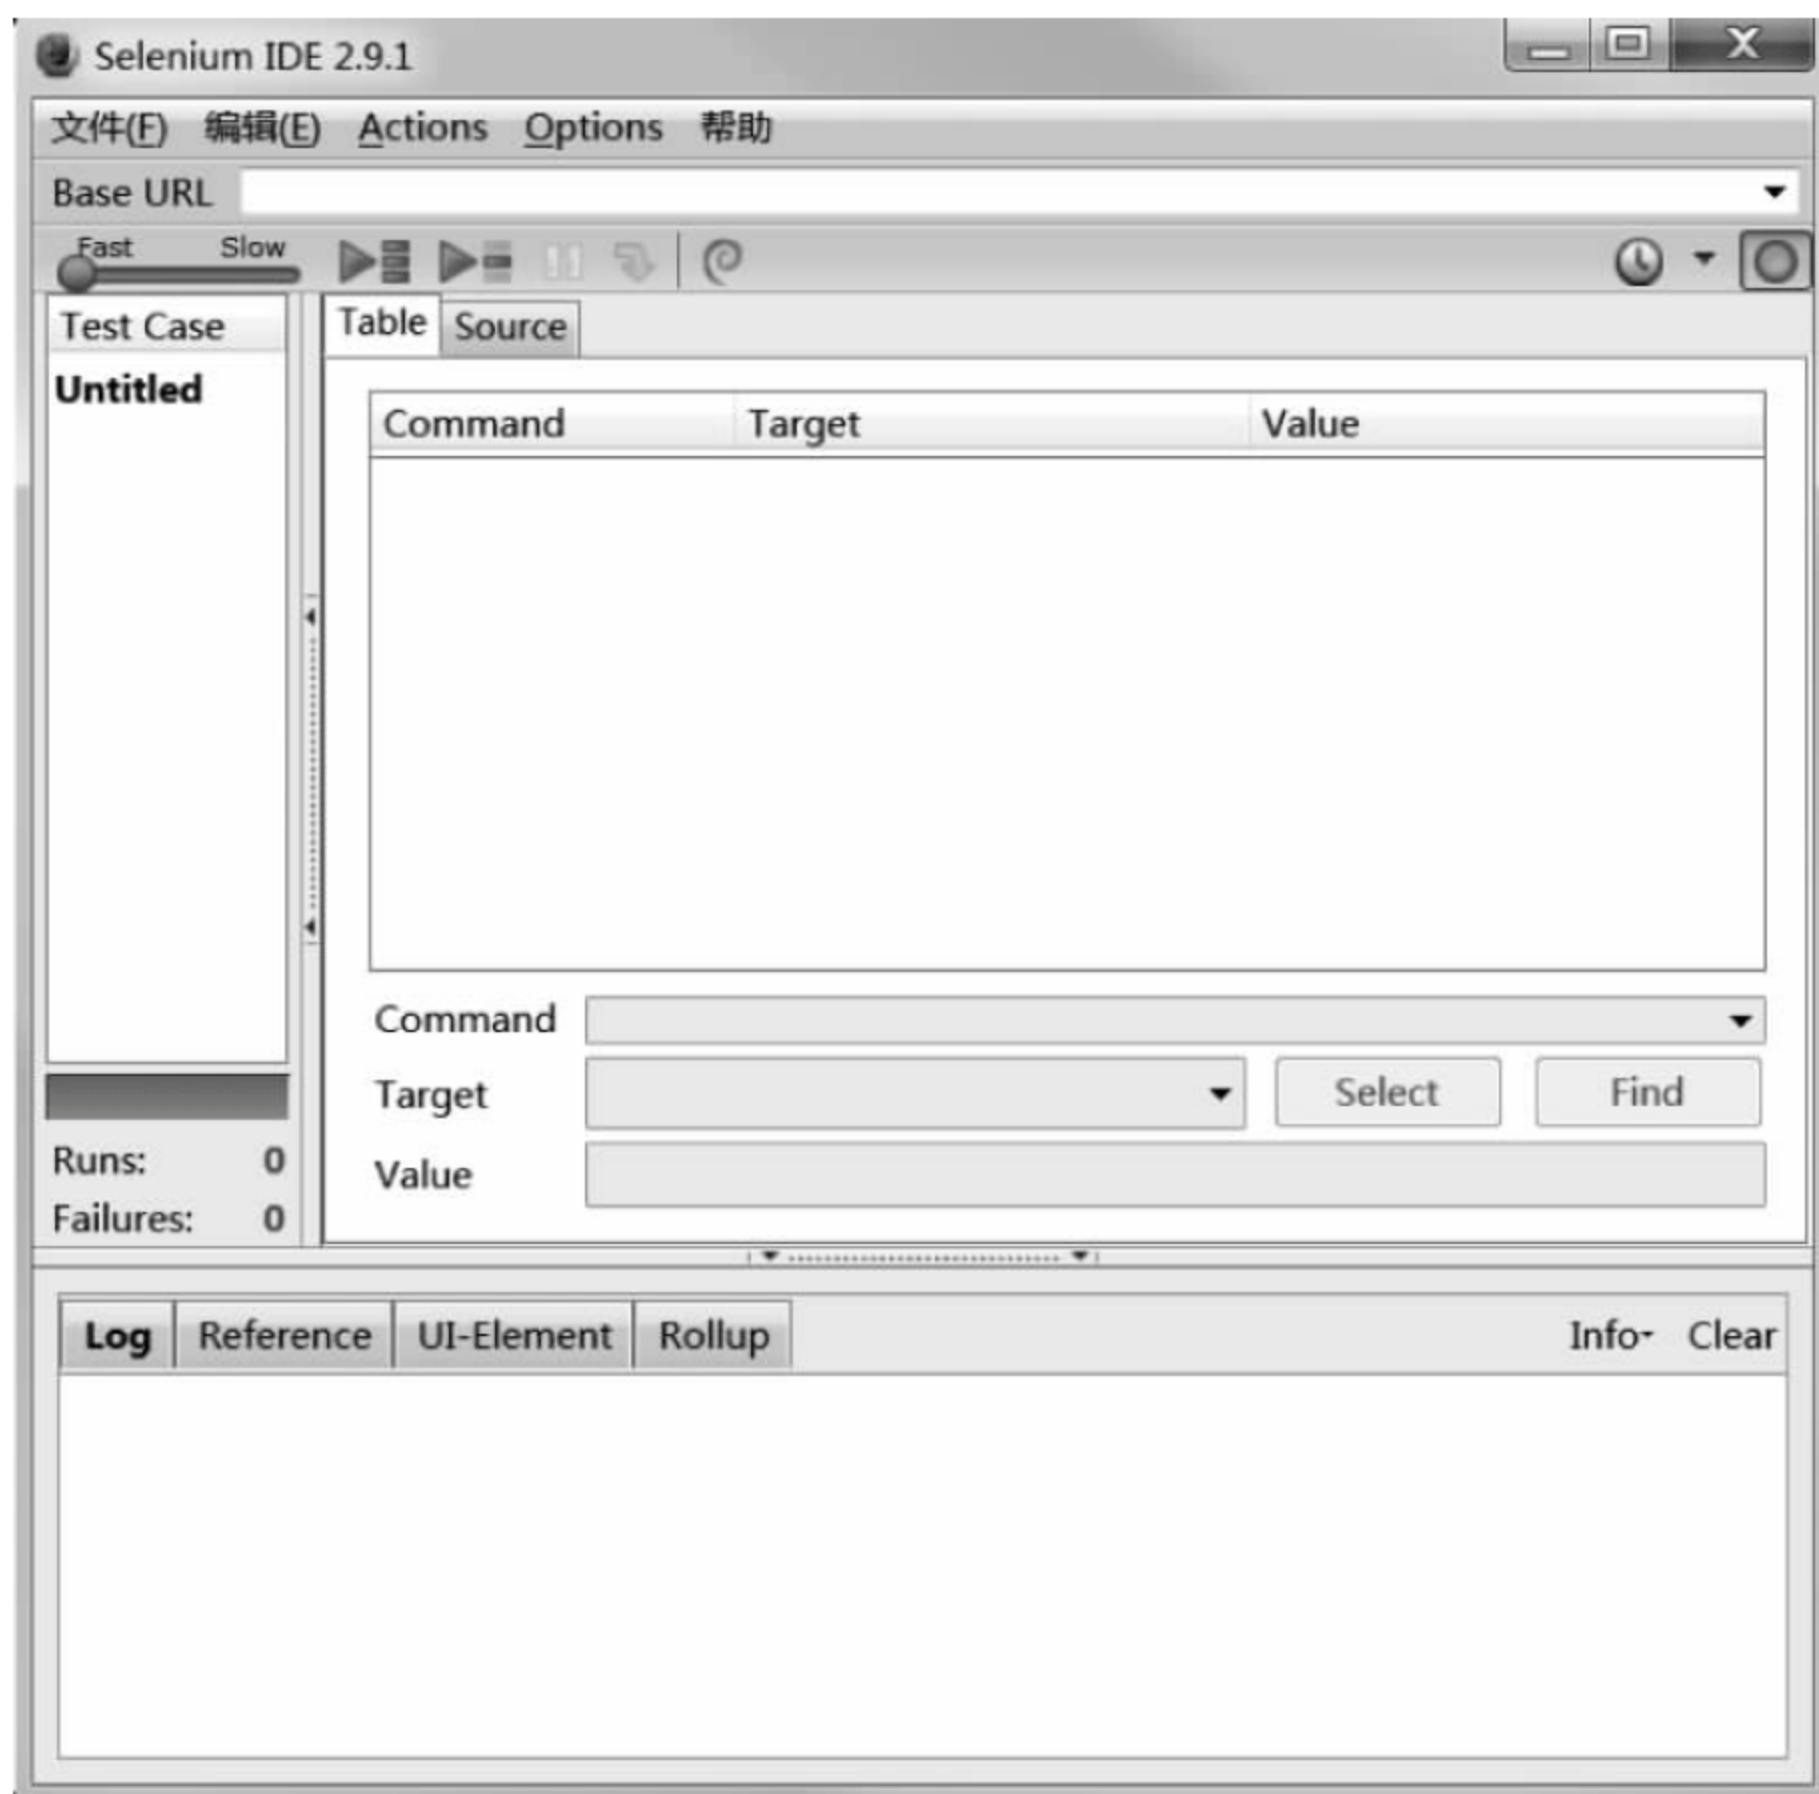 Selenium IDE 2.9.1
文件(F) 编辑(E) Actions Options 帮助
Base URL
Fast Slow
Test Case
Untitled
Table Source
Command Target Value
Command
Target Select Find
Value
Runs: 0
Failures: 0
Log Reference UI-Element Rollup Info Clear